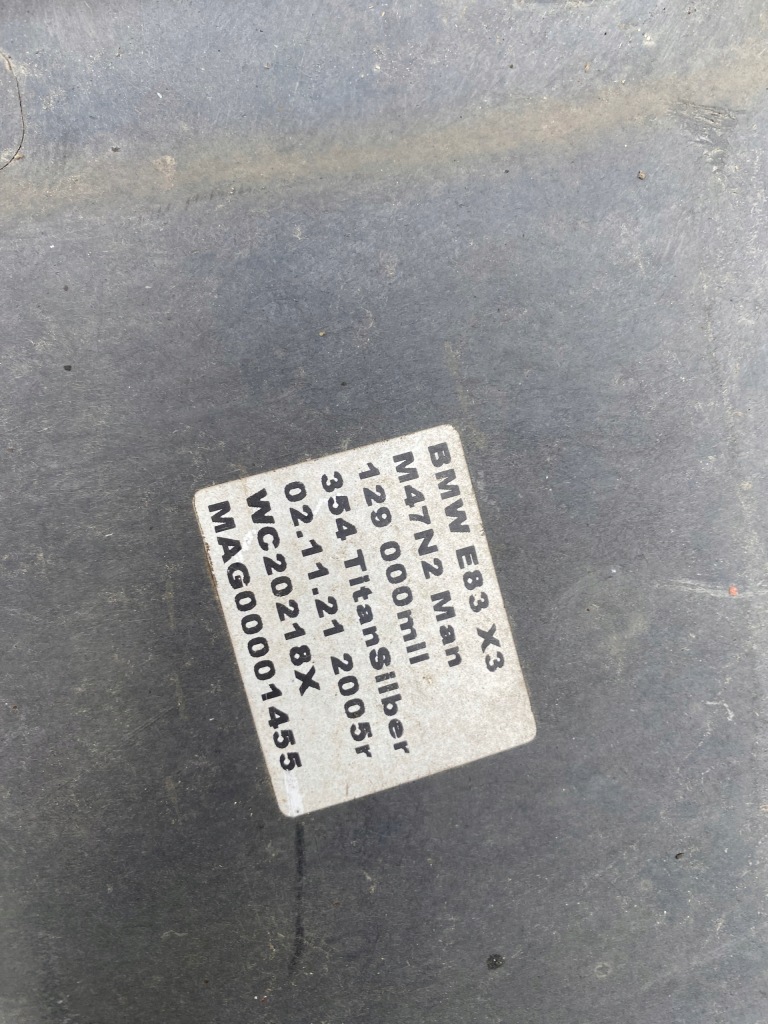 BMW E83 X3
M47N2 Man
129 000mil
354 TitanSilber
02.11.21 2005r
WC20218X
MAG00001455